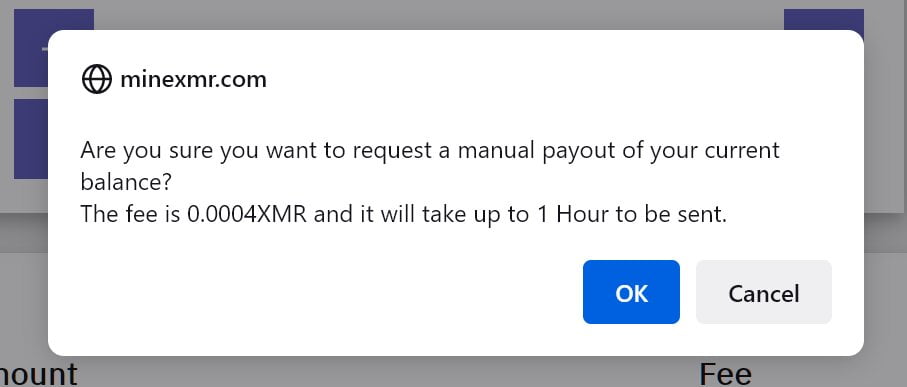 minexmr.com
Are you sure you want to request a manual payout of your current
balance?
The fee is 0.0004XMR and it will take up to 1 Hour to be sent.
OK Cancel
nount Fee